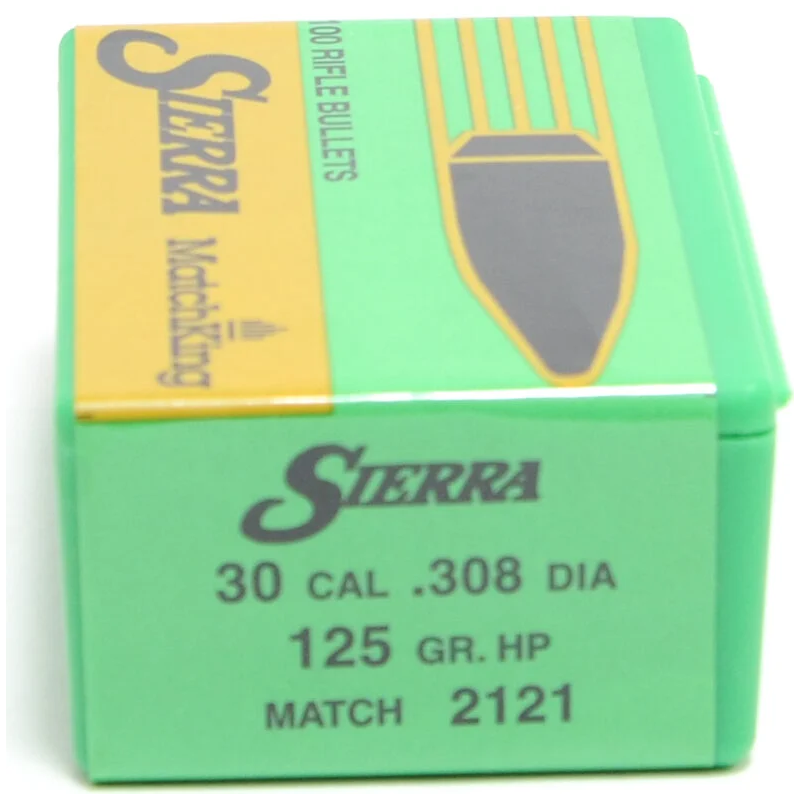 SIERRA
MatchKing
100 RIFLE BULLETS
SIERRA
30 CAL .308 DIA
125 GR. HP
MATCH 2121